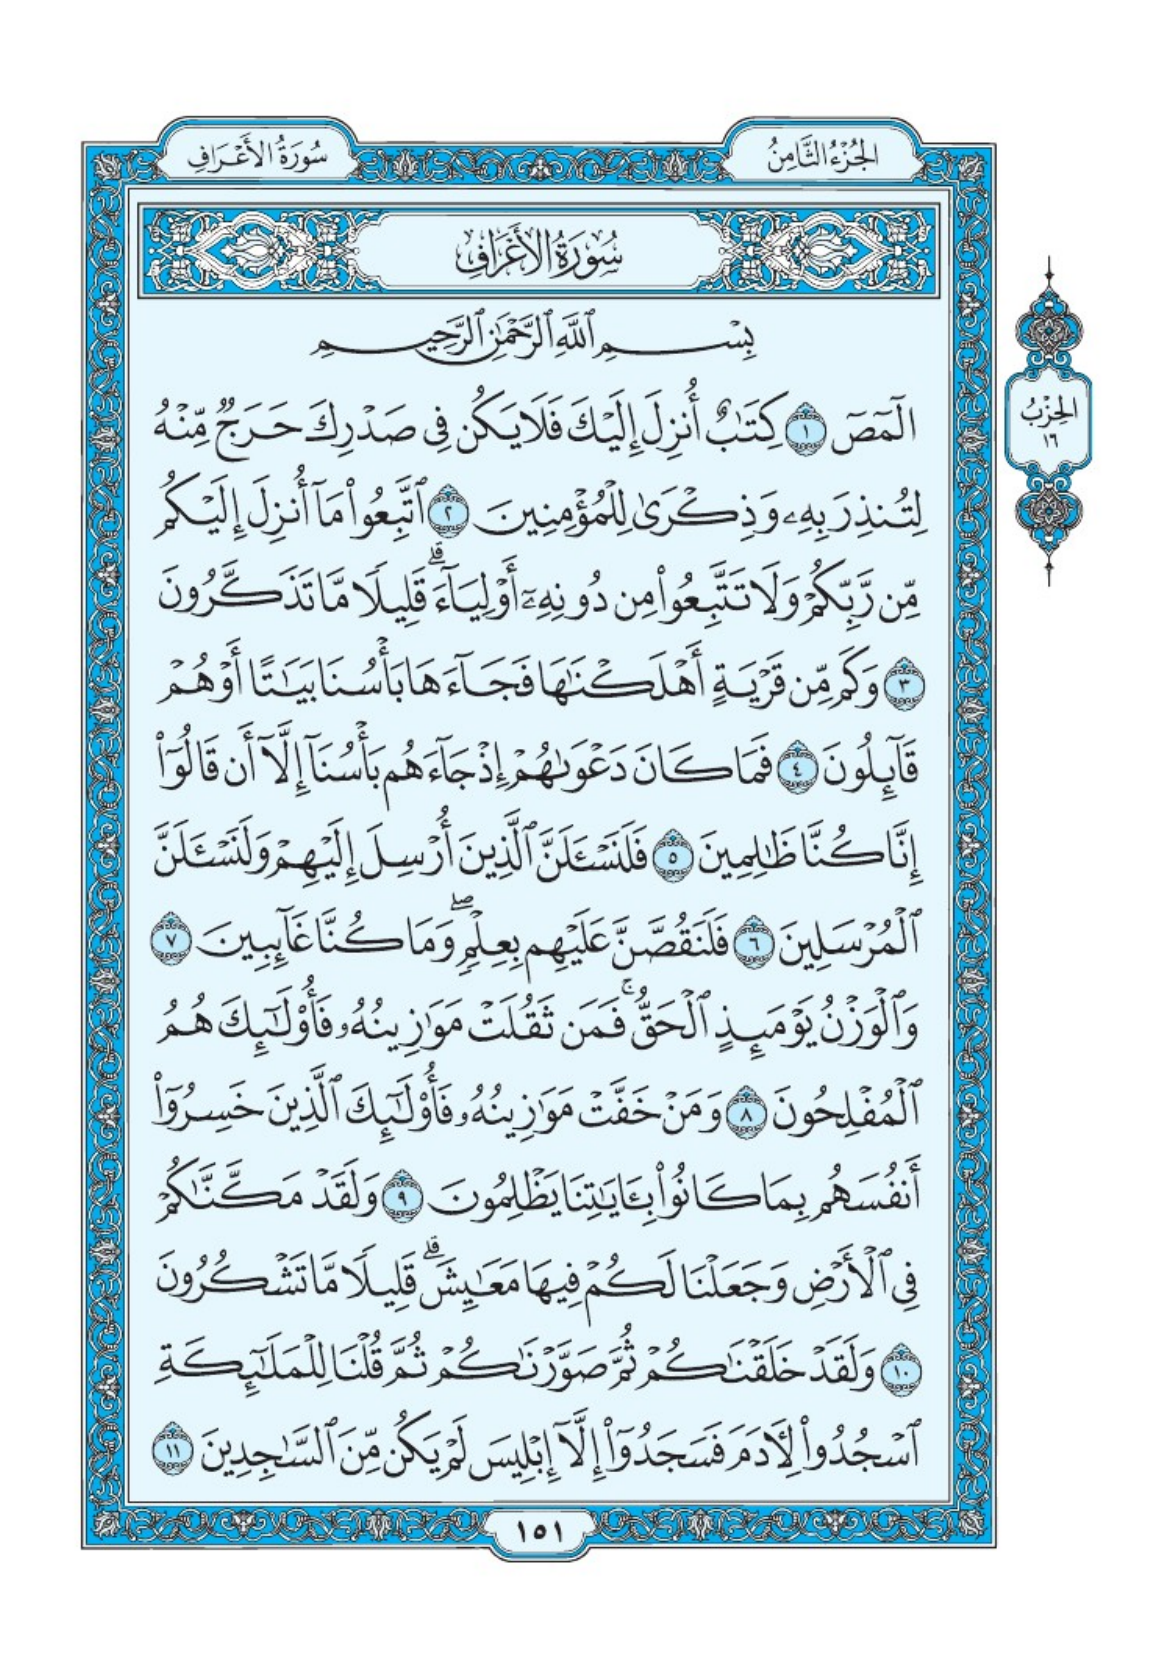 الجُزْءُ الثَّامِنُ
سُورَةُ الأَعْرَافِ
سُورَةُ الأَعْرَافِ
بِسْمِ ٱللَّهِ ٱلرَّحْمَٰنِ ٱلرَّحِيمِ
الحِزْبُ
١٦
الٓمٓصٓ ١ كِتَٰبٌ أُنزِلَ إِلَيْكَ فَلَا يَكُن فِى صَدْرِكَ حَرَجٌ مِّنْهُ
لِتُنذِرَ بِهِۦ وَذِكْرَىٰ لِلْمُؤْمِنِينَ ٢ ٱتَّبِعُوا۟ مَآ أُنزِلَ إِلَيْكُم
مِّن رَّبِّكُمْ وَلَا تَتَّبِعُوا۟ مِن دُونِهِۦٓ أَوْلِيَآءَ ۗ قَلِيلًا مَّا تَذَكَّرُونَ
٣ وَكَم مِّن قَرْيَةٍ أَهْلَكْنَٰهَا فَجَآءَهَا بَأْسُنَا بَيَٰتًا أَوْ هُمْ
قَآئِلُونَ ٤ فَمَا كَانَ دَعْوَىٰهُمْ إِذْ جَآءَهُم بَأْسُنَآ إِلَّآ أَن قَالُوٓا۟
إِنَّا كُنَّا ظَٰلِمِينَ ٥ فَلَنَسْـَٔلَنَّ ٱلَّذِينَ أُرْسِلَ إِلَيْهِمْ وَلَنَسْـَٔلَنَّ
ٱلْمُرْسَلِينَ ٦ فَلَنَقُصَّنَّ عَلَيْهِم بِعِلْمٍ ۖ وَمَا كُنَّا غَآئِبِينَ ٧
وَٱلْوَزْنُ يَوْمَئِذٍ ٱلْحَقُّ ۚ فَمَن ثَقُلَتْ مَوَٰزِينُهُۥ فَأُو۟لَٰٓئِكَ هُمُ
ٱلْمُفْلِحُونَ ٨ وَمَنْ خَفَّتْ مَوَٰزِينُهُۥ فَأُو۟لَٰٓئِكَ ٱلَّذِينَ خَسِرُوٓا۟
أَنفُسَهُم بِمَا كَانُوا۟ بِـَٔايَٰتِنَا يَظْلِمُونَ ٩ وَلَقَدْ مَكَّنَّٰكُمْ
فِى ٱلْأَرْضِ وَجَعَلْنَا لَكُمْ فِيهَا مَعَٰيِشَ ۗ قَلِيلًا مَّا تَشْكُرُونَ
١٠ وَلَقَدْ خَلَقْنَٰكُمْ ثُمَّ صَوَّرْنَٰكُمْ ثُمَّ قُلْنَا لِلْمَلَٰٓئِكَةِ
ٱسْجُدُوا۟ لِءَادَمَ فَسَجَدُوٓا۟ إِلَّآ إِبْلِيسَ لَمْ يَكُن مِّنَ ٱلسَّٰجِدِينَ ١١
١٥١